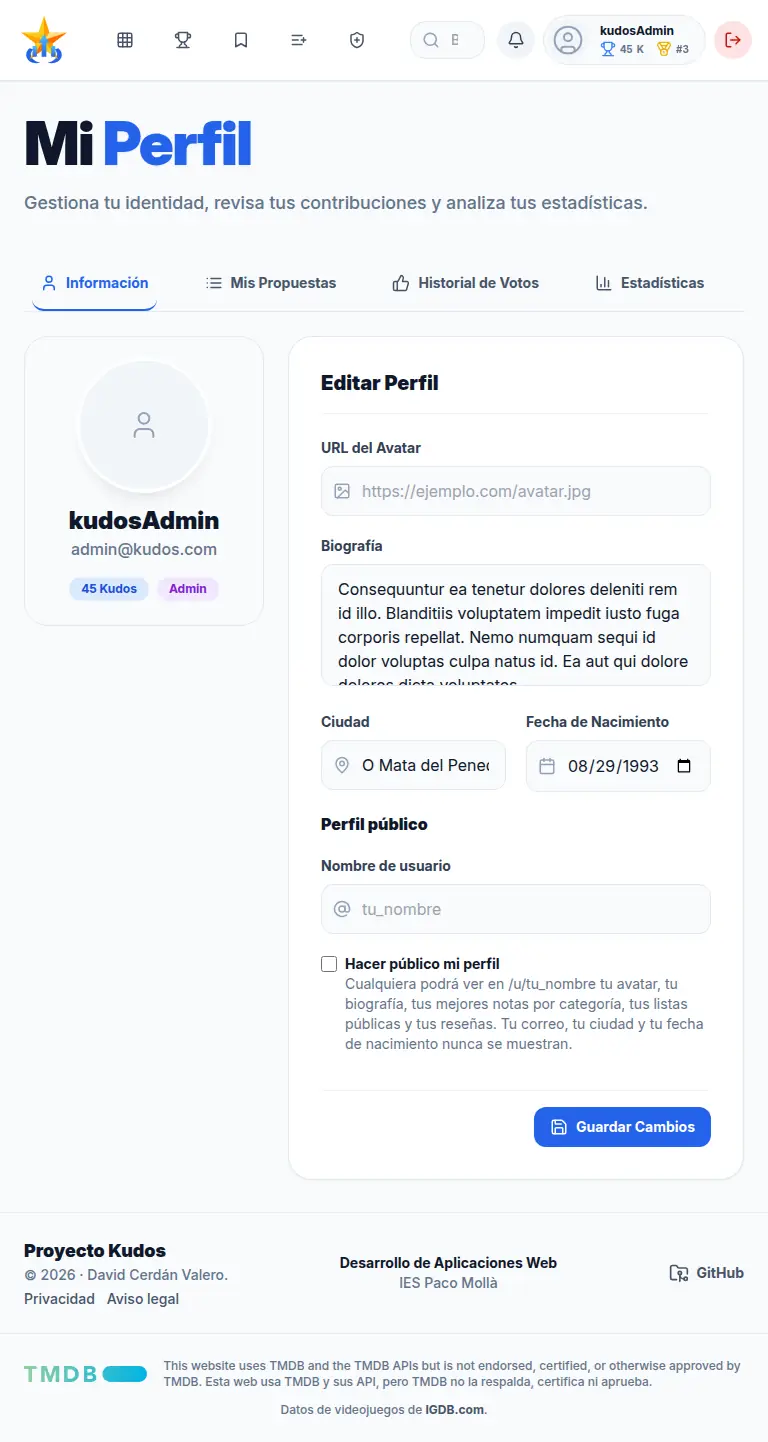 B
kudosAdmin
45 K #3
Mi Perfil
Gestiona tu identidad, revisa tus contribuciones y analiza tus estadísticas.
Información Mis Propuestas Historial de Votos Estadísticas
kudosAdmin
admin@kudos.com
45 Kudos Admin
Editar Perfil
URL del Avatar
https://ejemplo.com/avatar.jpg
Biografía
Consequuntur ea tenetur dolores deleniti rem
id illo. Blanditiis voluptatem impedit iusto fuga
corporis repellat. Nemo numquam sequi id
dolor voluptas culpa natus id. Ea aut qui dolore
dolores dicta voluptates.
Ciudad Fecha de Nacimiento
O Mata del Pened 08/29/1993
Perfil público
Nombre de usuario
tu_nombre
Hacer público mi perfil
Cualquiera podrá ver en /u/tu_nombre tu avatar, tu
biografía, tus mejores notas por categoría, tus listas
públicas y tus reseñas. Tu correo, tu ciudad y tu fecha
de nacimiento nunca se muestran.
Guardar Cambios
Proyecto Kudos
© 2026 · David Cerdán Valero.
Privacidad Aviso legal
Desarrollo de Aplicaciones Web
IES Paco Mollà
GitHub
TMDB
This website uses TMDB and the TMDB APIs but is not endorsed, certified, or otherwise approved by
TMDB. Esta web usa TMDB y sus API, pero TMDB no la respalda, certifica ni aprueba.
Datos de videojuegos de IGDB.com.